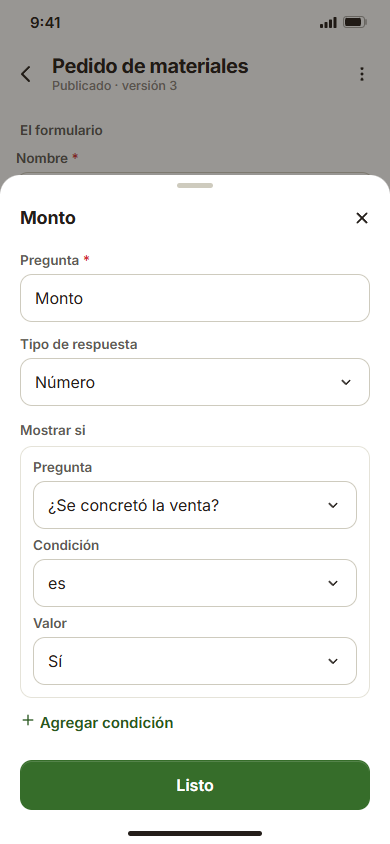 9:41
Pedido de materiales
Publicado · versión 3
El formulario
Nombre *
Monto
Pregunta *
Monto
Tipo de respuesta
Número
Mostrar si
Pregunta
¿Se concretó la venta?
Condición
es
Valor
Sí
+ Agregar condición
Listo